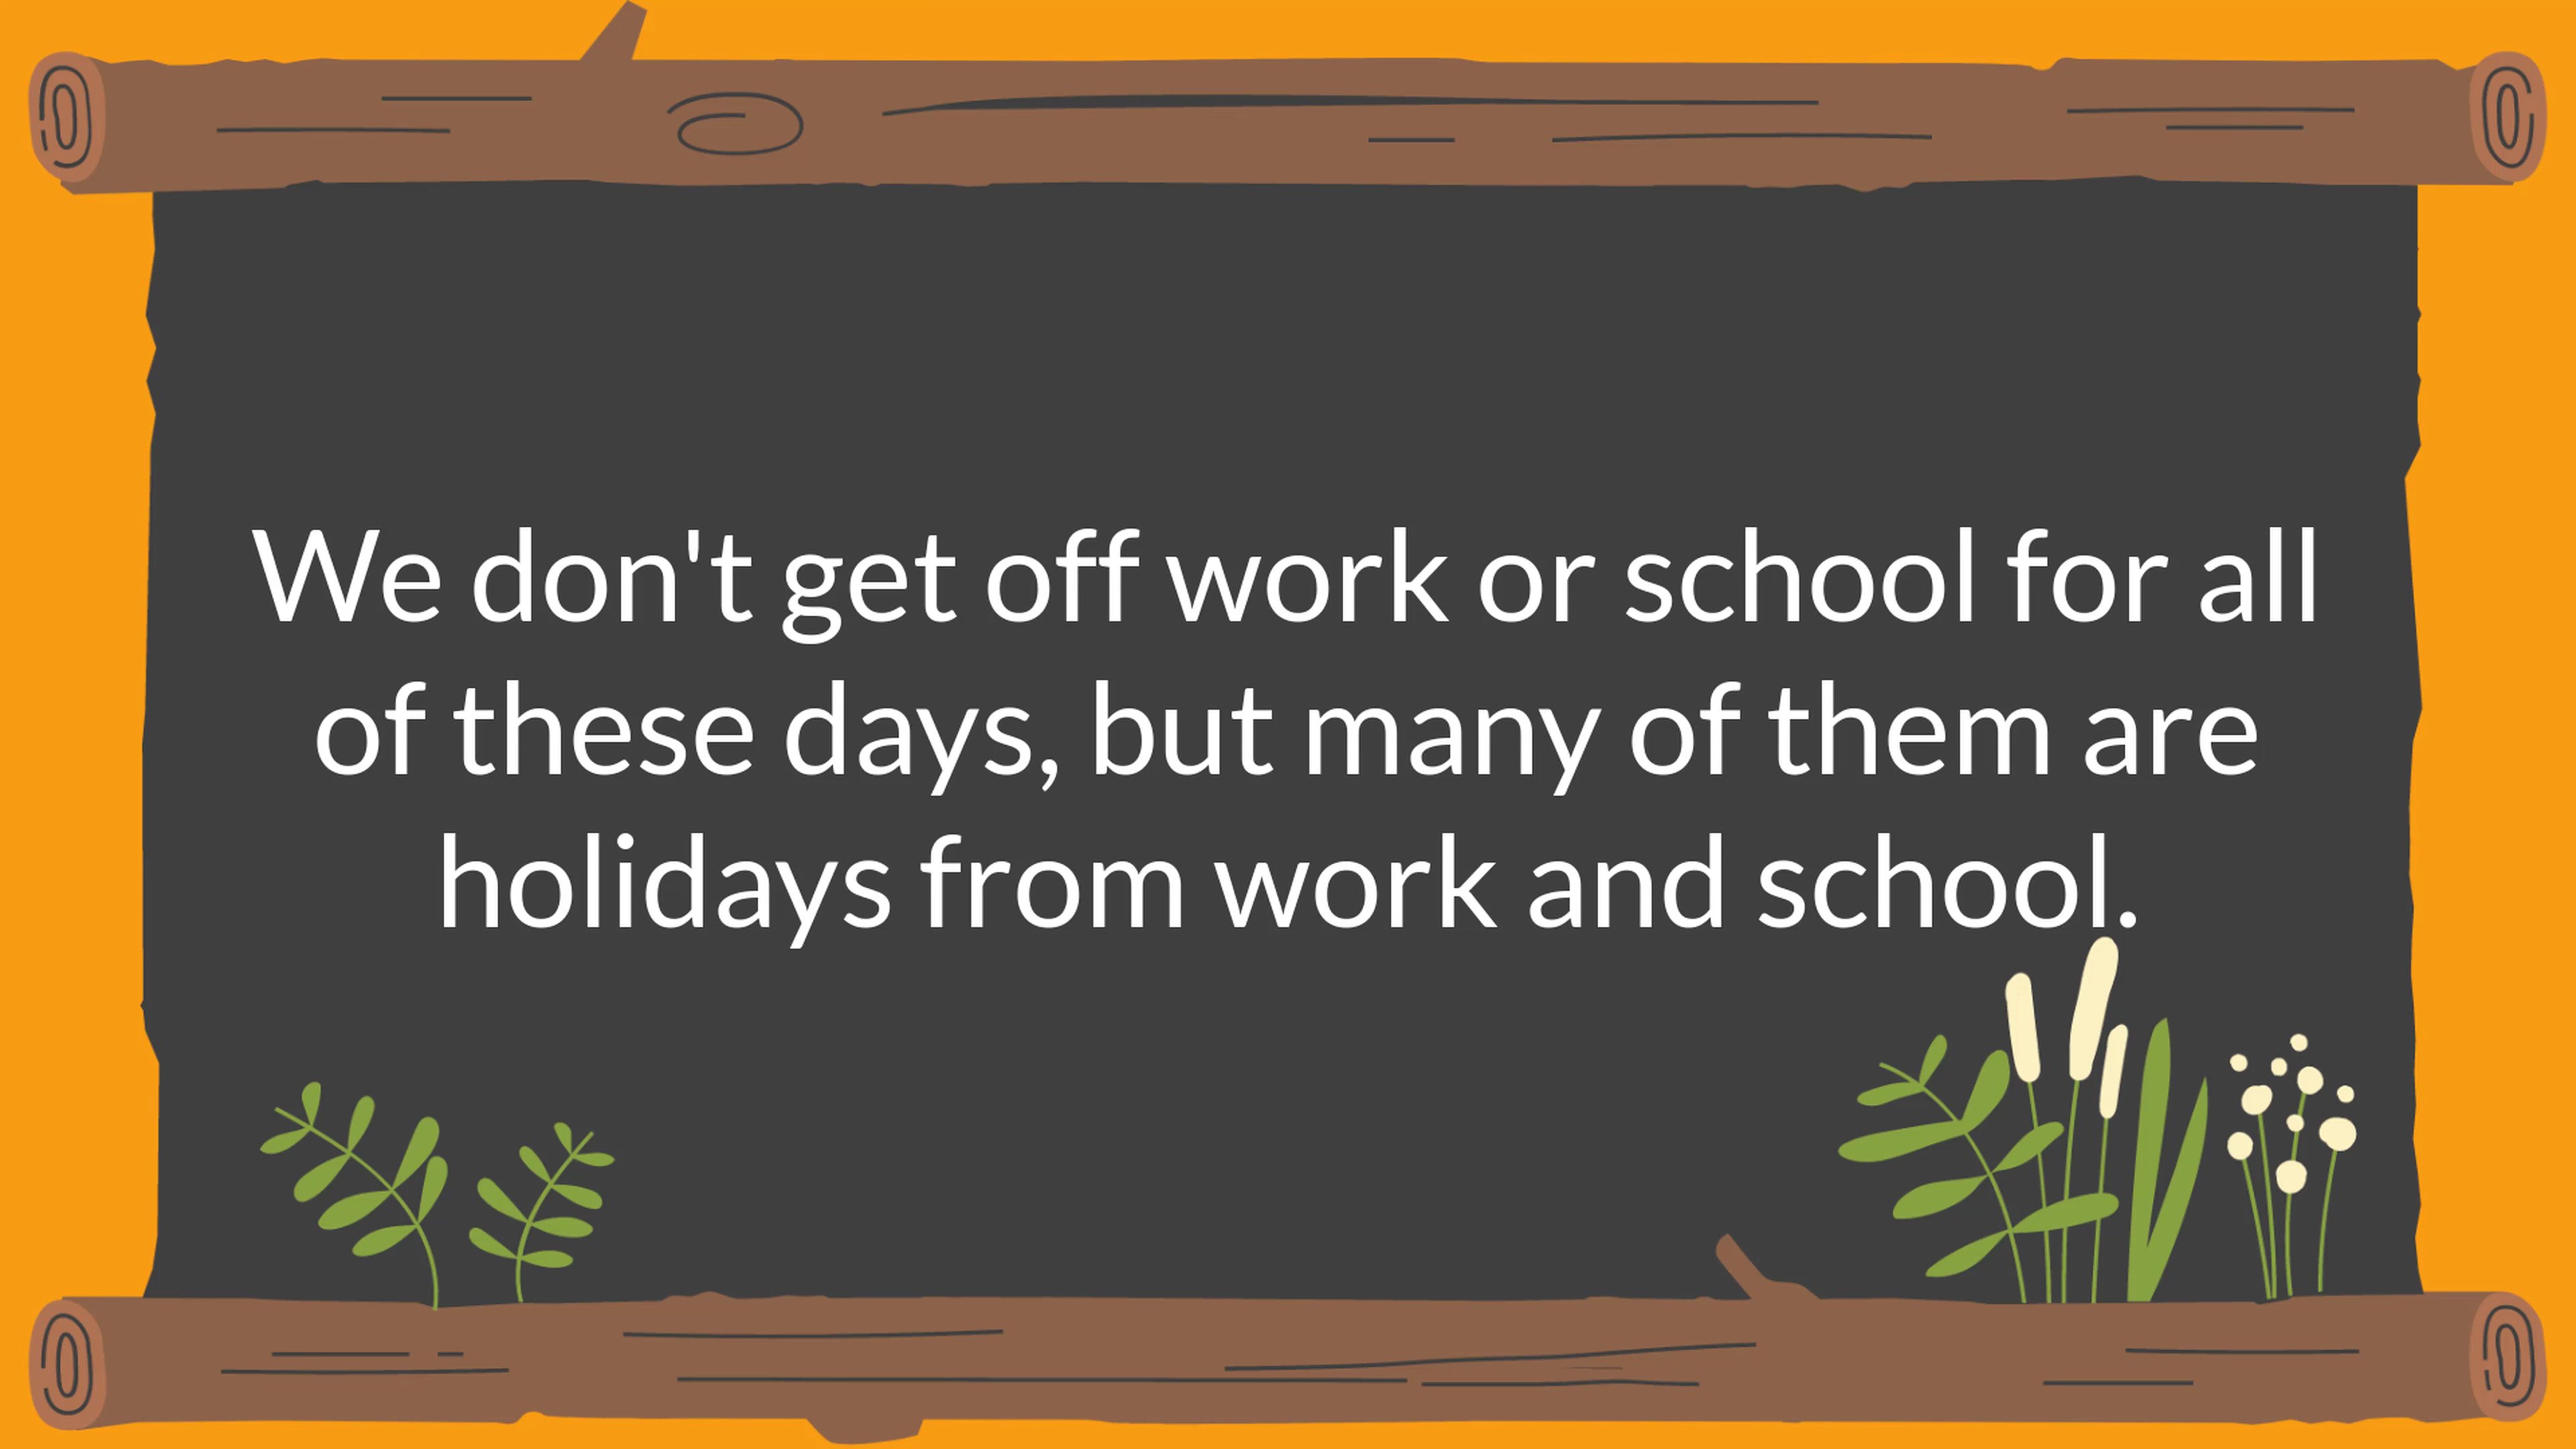 We don't get off work or school for all
of these days, but many of them are
holidays from work and school.